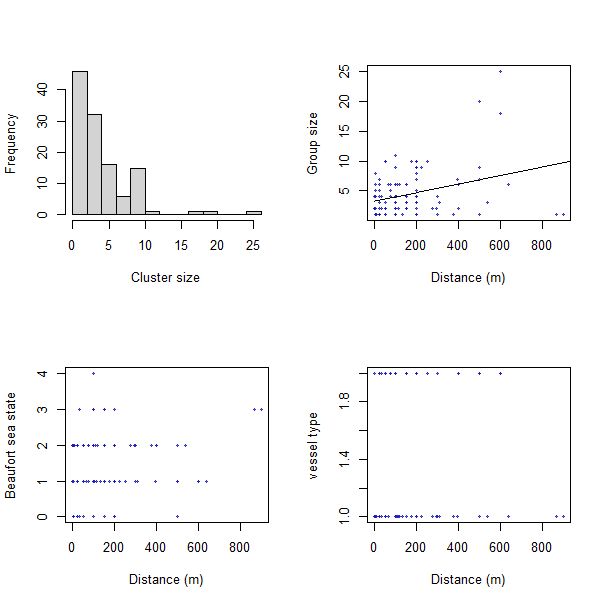 Frequency
0 10 20 30 40
0 5 10 15 20 25
Cluster size
Group size
5 10 15 20 25
0 200 400 600 800
Distance (m)
Beaufort sea state
0 1 2 3 4
0 200 400 600 800
Distance (m)
vessel type
1.0 1.4 1.8
0 200 400 600 800
Distance (m)